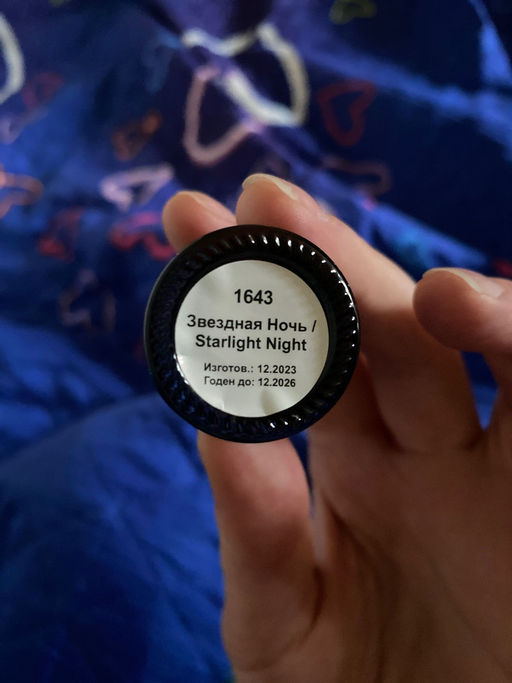 1643
Звездная Ночь /
Starlight Night
Изготов.: 12.2023
Годен до: 12.2026